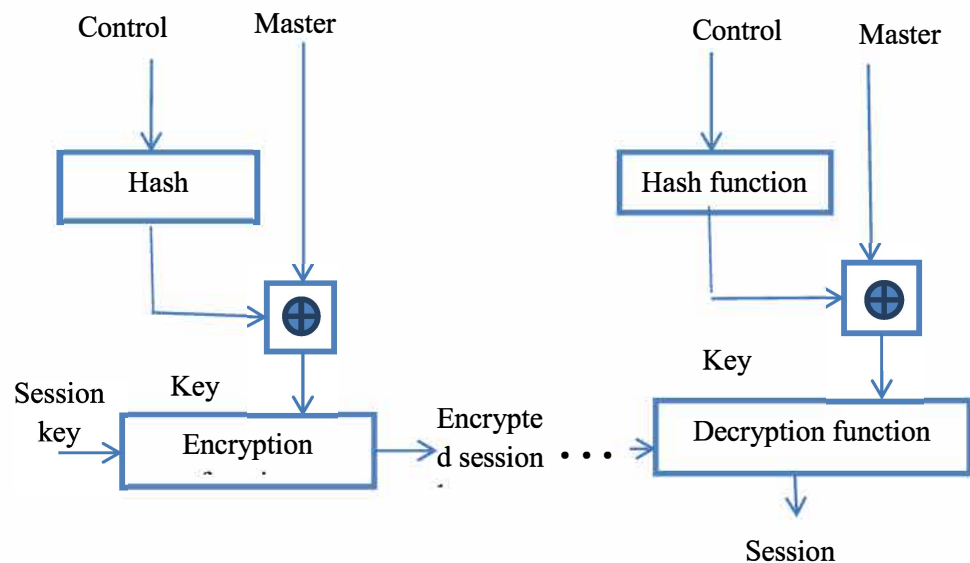 Control
Master
Hash
Key
Session
key
Encryption
Encrypte
d session
. . .
Control
Master
Hash function
Key
Decryption function
Session